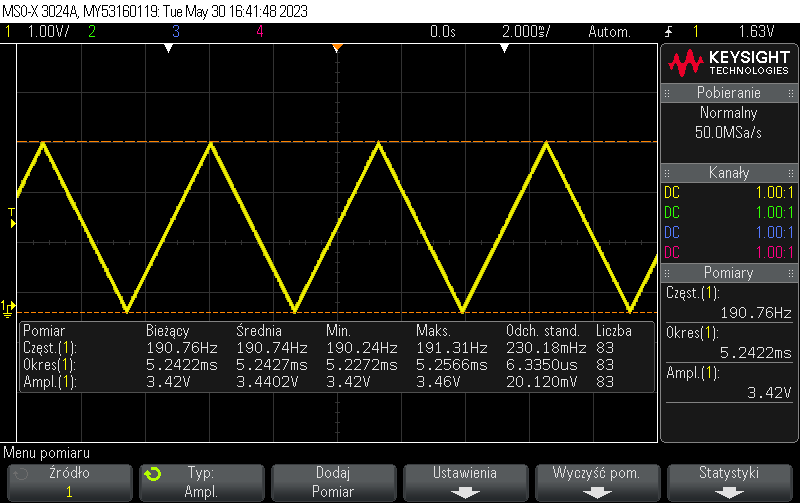 MSO-X 3024A, MY53160119: Tue May 30 16:41:48 2023
1 1.00V/ 2 3 4 0.0s 2.000ms/ Autom. 1 1.63V
KEYSIGHT
TECHNOLOGIES
Pobieranie
Normalny
50.0MSa/s
Kanały
DC 1.00:1
DC 1.00:1
DC 1.00:1
DC 1.00:1
Pomiary
Częst.(1):
190.76Hz
Okres(1):
5.2422ms
Ampl.(1):
3.42V
T
1
Pomiar Bieżący Średnia Min. Maks. Odch. stand. Liczba
Częst.(1): 190.76Hz 190.74Hz 190.24Hz 191.31Hz 230.18mHz 83
Okres(1): 5.2422ms 5.2427ms 5.2272ms 5.2566ms 6.3350us 83
Ampl.(1): 3.42V 3.4402V 3.42V 3.46V 20.120mV 83
Menu pomiaru
Źródło
1
Typ:
Ampl.
Dodaj
Pomiar
Ustawienia
Wyczyść pom.
Statystyki